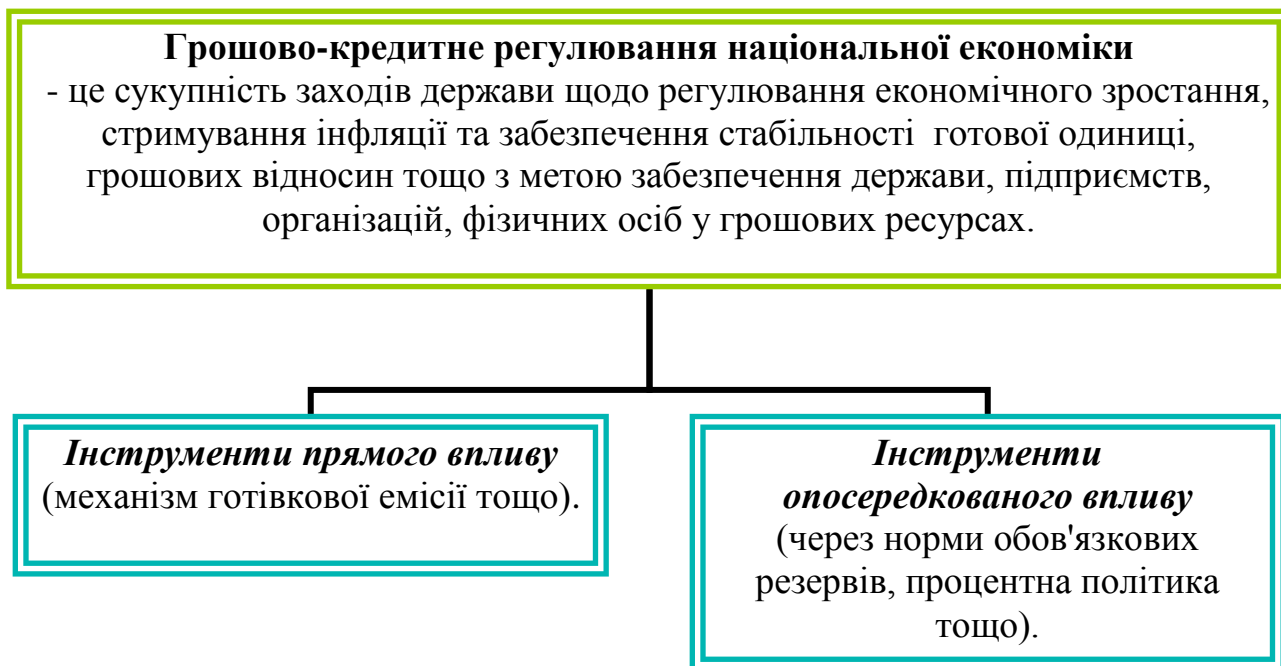 Грошово-кредитне регулювання національної економіки
- це сукупність заходів держави щодо регулювання економічного зростання,
стримування інфляції та забезпечення стабільності готової одиниці,
грошових відносин тощо з метою забезпечення держави, підприємств,
організацій, фізичних осіб у грошових ресурсах.
Інструменти прямого впливу
(механізм готівкової емісії тощо).
Інструменти
опосередкованого впливу
(через норми обов'язкових
резервів, процентна політика
тощо).